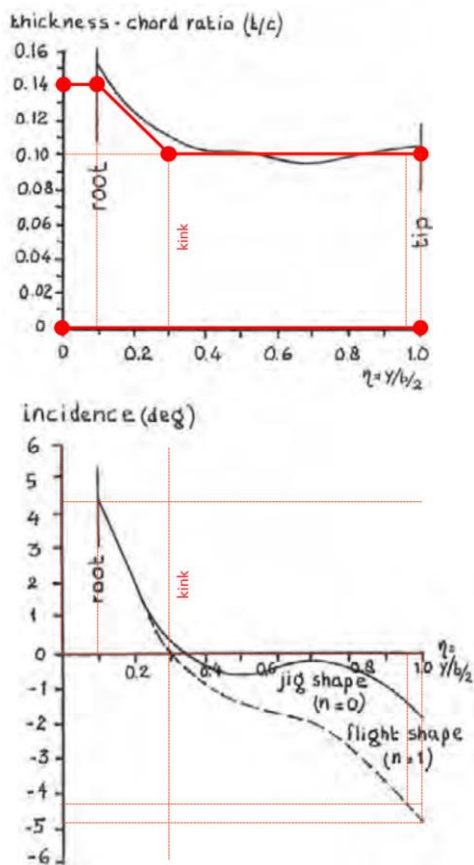 thickness - chord ratio (t/c)
0.16
0.14
0.12
0.10
0.08
0.06
0.04
0.02
0
root
kink
tip
0 0.2 0.4 0.6 0.8 1.0
η= y/b/2
incidence (deg)
6
5
4
3
2
1
0
-1
-2
-3
-4
-5
-6
root
kink
0.2 0.4 0.6 0.8 1.0
η=
y/b/2
jig shape
(n=0)
flight shape
(n=1)